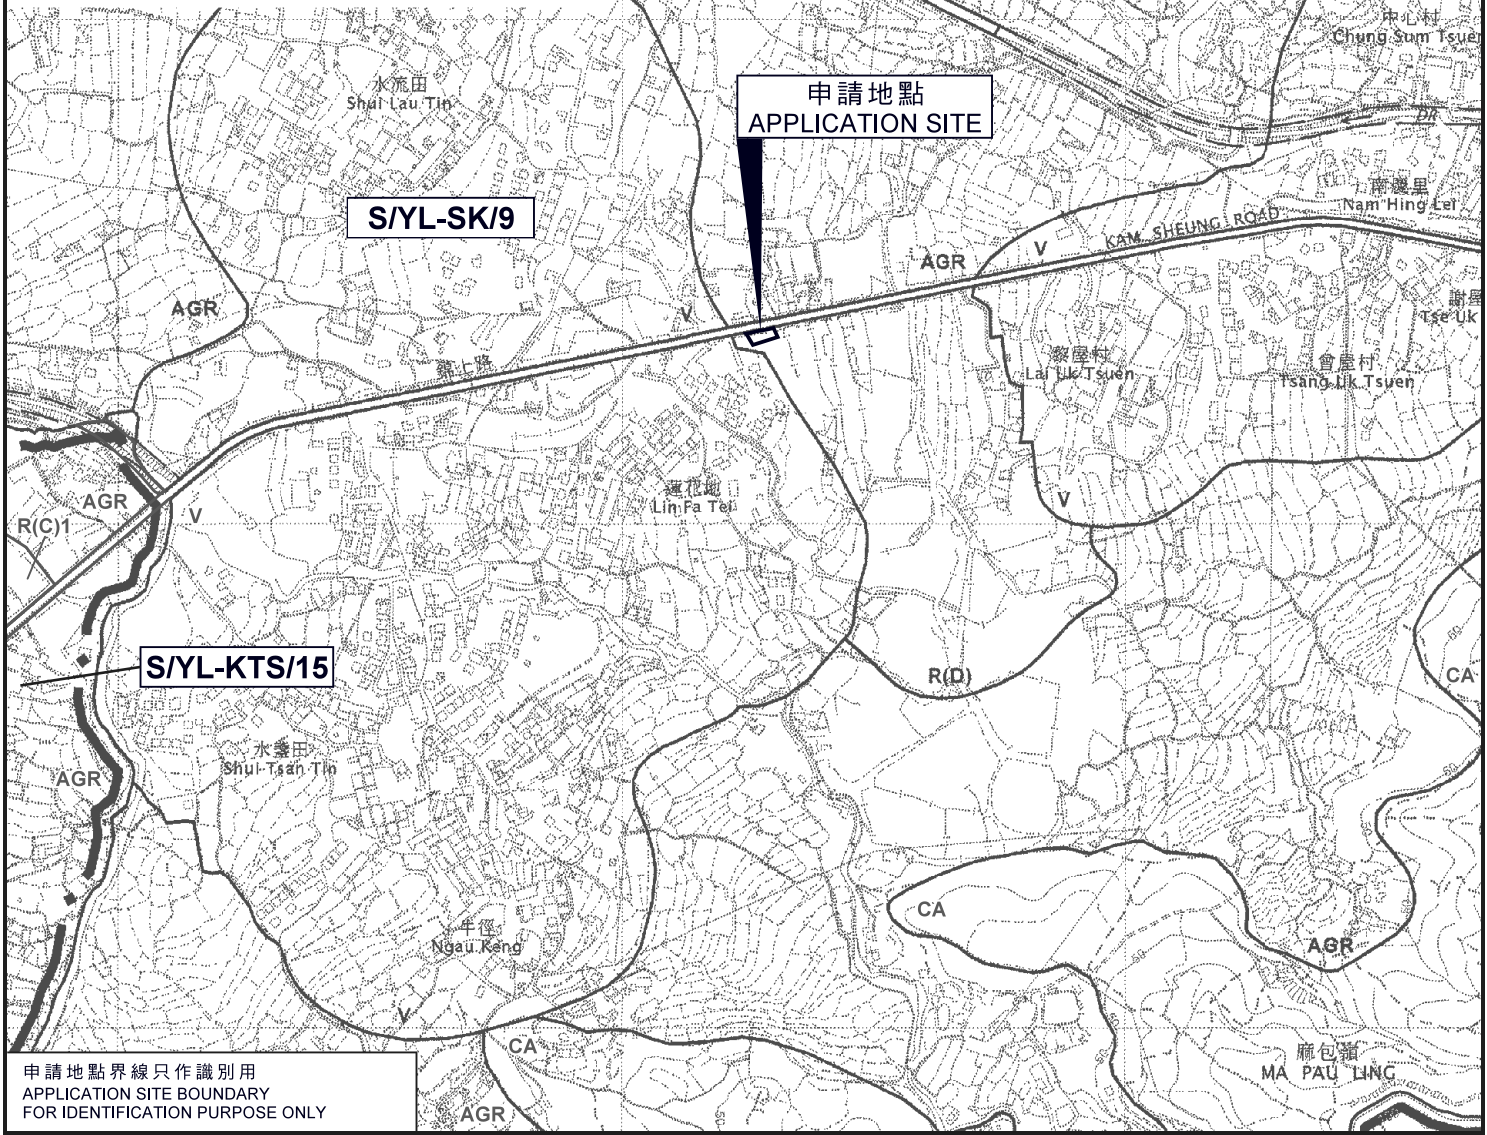 中心村
Chung Sum Tsuen
水流田
Shui Lau Tin
申請地點
APPLICATION SITE
DR
S/YL-SK/9
南慶里
Nam Hing Lei
KAM SHEUNG ROAD
V
AGR
AGR
V
Tse Uk
錦上路
黎屋村
Lai Uk Tsuen
曾屋村
Tsang Uk Tsuen
蓮花地
Lin Fa Tei
AGR
V
R(C)1
V
S/YL-KTS/15
R(D)
CA
水盞田
Shui Tsan Tin
AGR
50
CA
牛徑
Ngau Keng
AGR
V
CA
麻包嶺
MA PAU LING
AGR
50
申請地點界線只作識別用
APPLICATION SITE BOUNDARY
FOR IDENTIFICATION PURPOSE ONLY